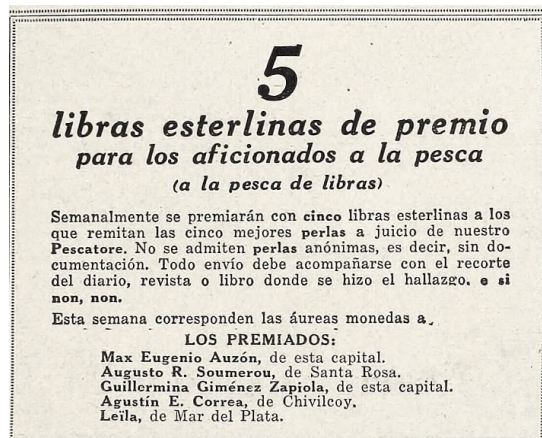 5
libras esterlinas de premio
para los aficionados a la pesca
(a la pesca de libras)
Semanalmente se premiarán con cinco libras esterlinas a los
que remitan las cinco mejores perlas a juicio de nuestro
Pescatore. No se admiten perlas anónimas, es decir, sin do-
cumentación. Todo envío debe acompañarse con el recorte
del diario, revista o libro donde se hizo el hallazgo. e si
non, non.
Esta semana corresponden las áureas monedas a
LOS PREMIADOS:
Max Eugenio Auzón, de esta capital.
Augusto R. Soumerou, de Santa Rosa.
Guillermina Giménez Zapiola, de esta capital.
Agustín E. Correa, de Chivilcoy.
Leïla, de Mar del Plata.